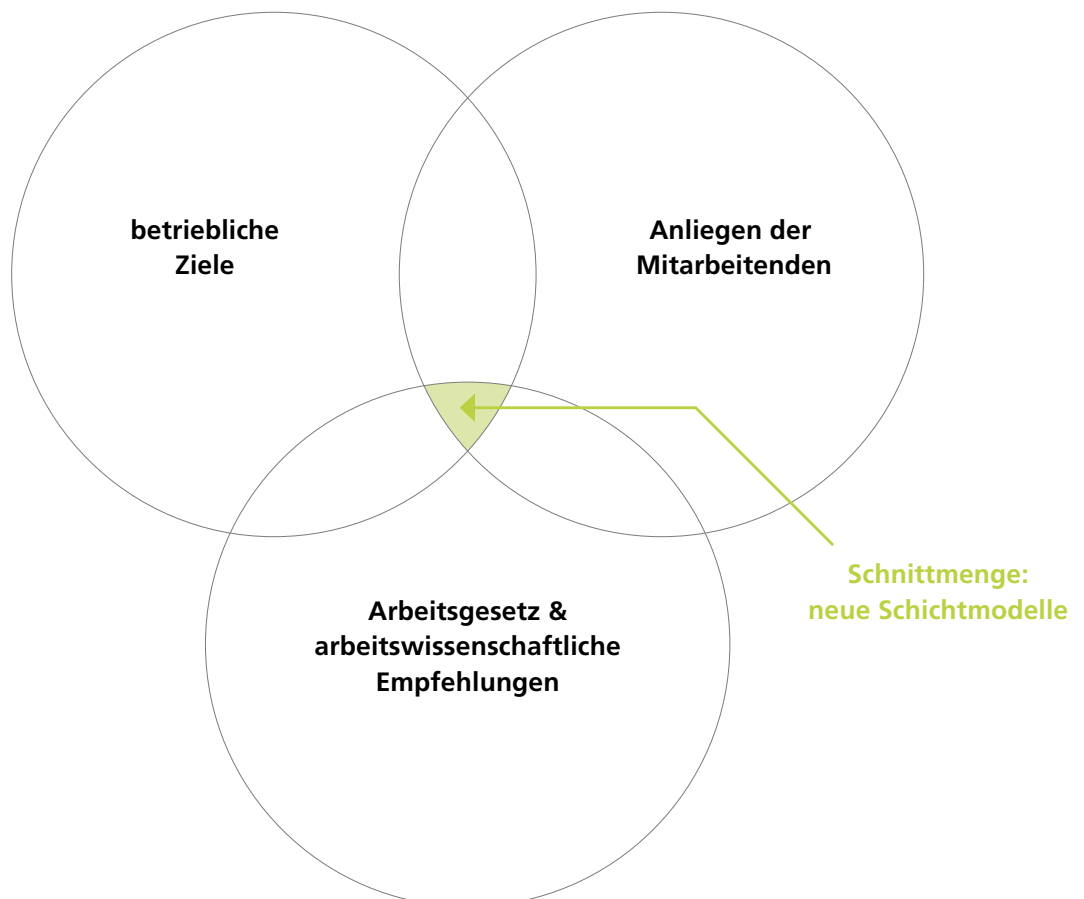 betriebliche
Ziele
Anliegen der
Mitarbeitenden
Schnittmenge:
neue Schichtmodelle
Arbeitsgesetz &
arbeitswissenschaftliche
Empfehlungen